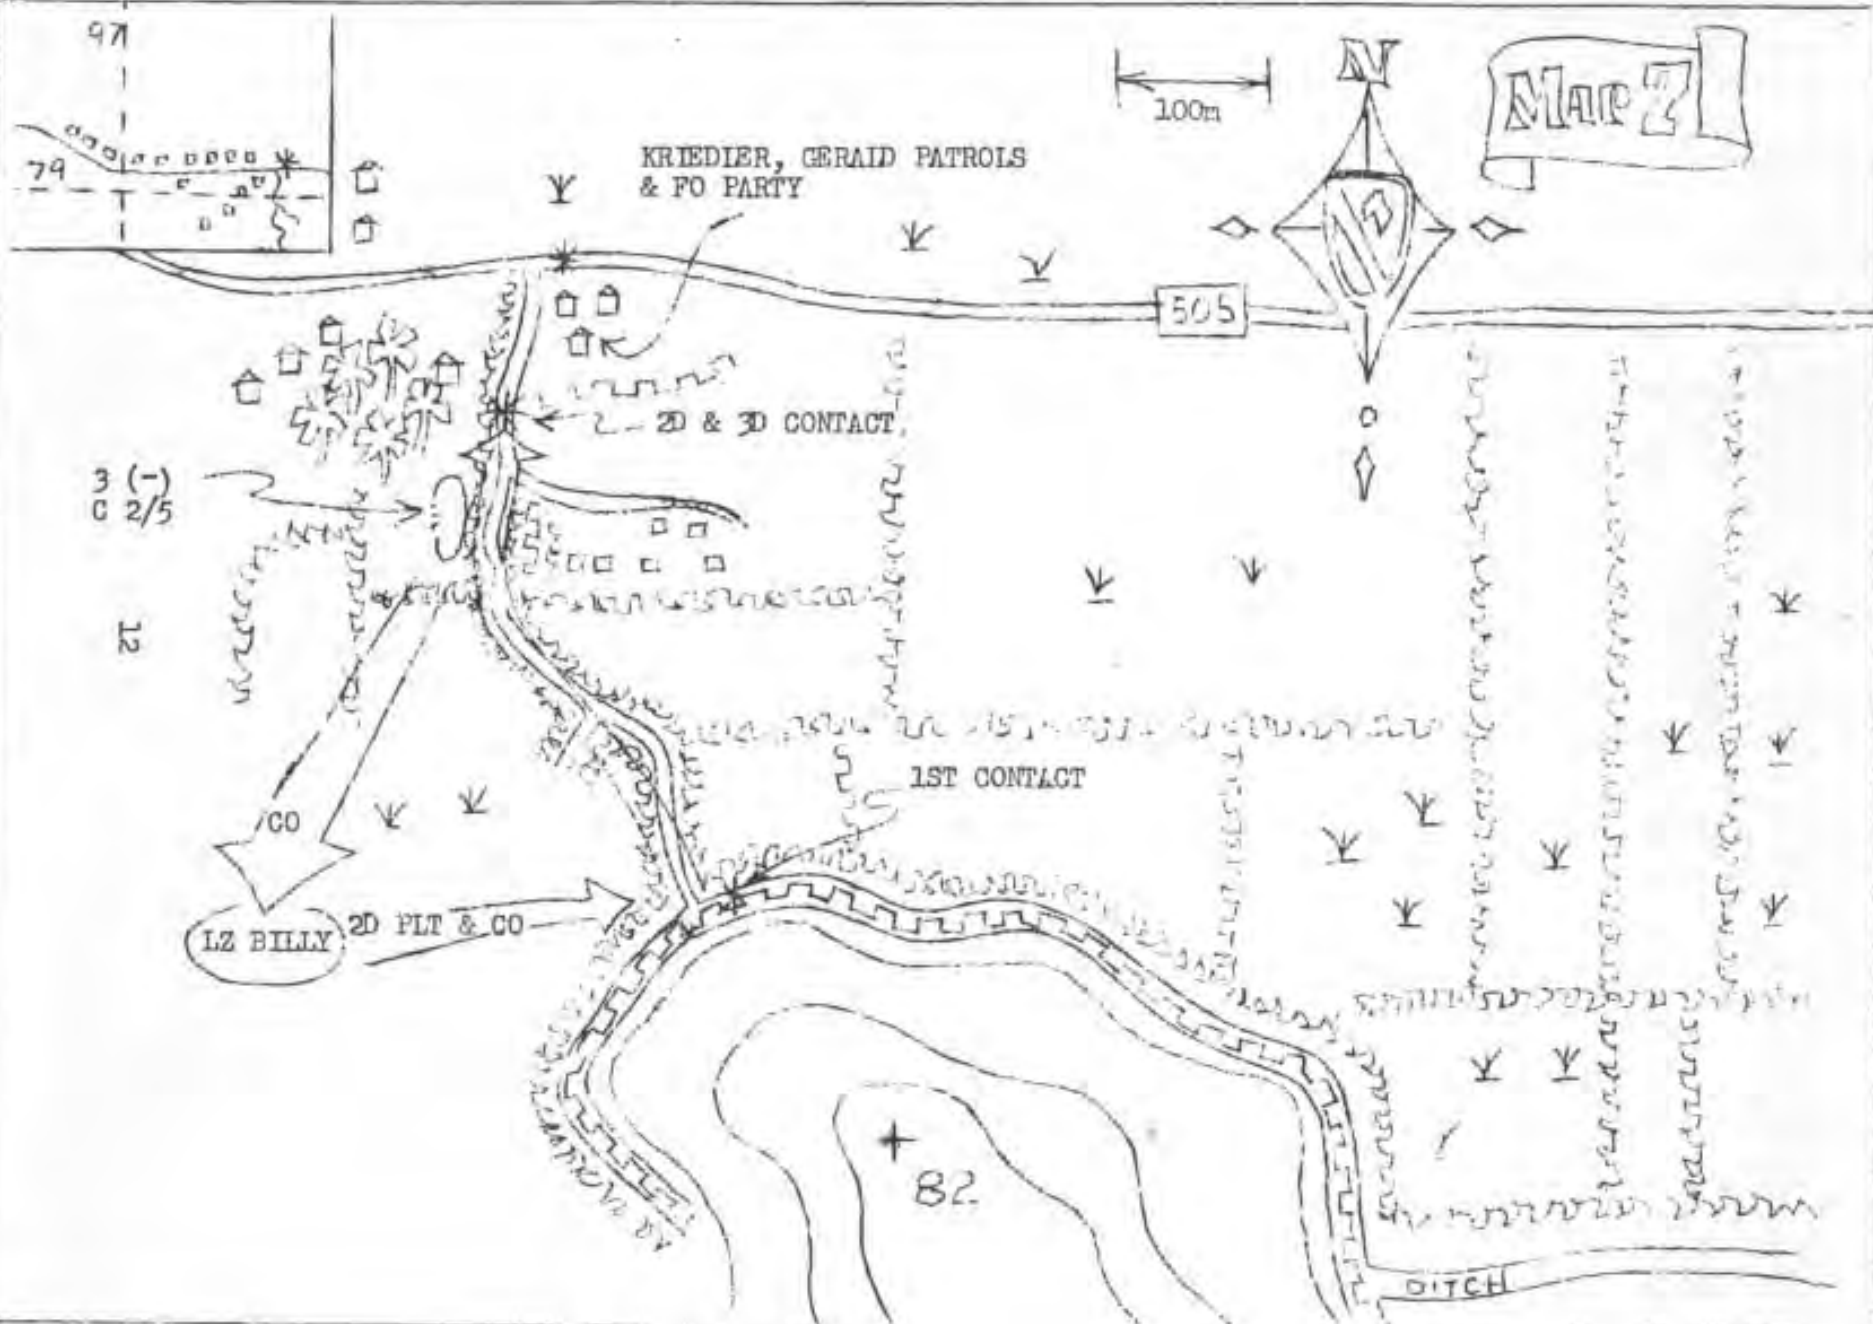 97
79
100m
N
MAP 7
KRIEDIER, GERAID PATROLS
& FO PARTY
505
2D & 3D CONTACT
3 (-)
C 2/5
12
1ST CONTACT
CO
LZ BILLY
2D PLT & CO
82
DITCH